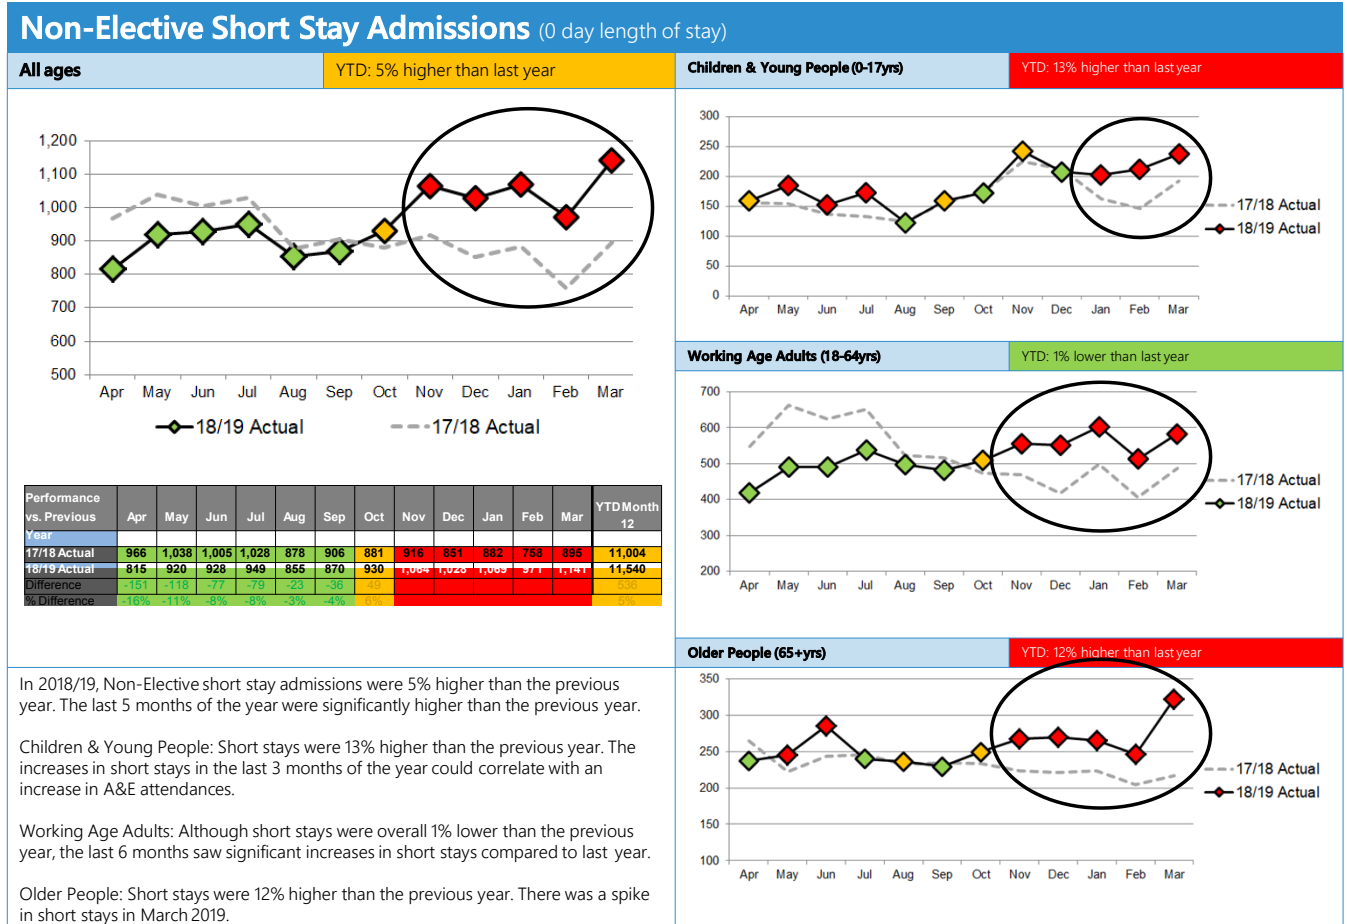 Non-Elective Short Stay Admissions (0 day length of stay)
All ages
YTD: 5% higher than last year
1,200
1,100
1,000
900
800
700
600
500
Apr May Jun Jul Aug Sep Oct Nov Dec Jan Feb Mar
18/19 Actual 17/18 Actual
Performance
vs. Previous Apr May Jun Jul Aug Sep Oct Nov Dec Jan Feb Mar YTD Month 12
Year
17/18 Actual 966 1,038 1,005 1,028 878 906 881 916 851 882 758 895 11,004
18/19 Actual 815 920 928 949 855 870 930 1,064 1,028 1,069 971 1,141 11,540
Difference -151 -118 -77 -79 -23 -36 49 536
% Difference -16% -11% -8% -8% -3% -4% 6% 5%
In 2018/19, Non-Elective short stay admissions were 5% higher than the previous
year. The last 5 months of the year were significantly higher than the previous year.
Children & Young People: Short stays were 13% higher than the previous year. The
increases in short stays in the last 3 months of the year could correlate with an
increase in A&E attendances.
Working Age Adults: Although short stays were overall 1% lower than the previous
year, the last 6 months saw significant increases in short stays compared to last year.
Older People: Short stays were 12% higher than the previous year. There was a spike
in short stays in March 2019.
Children & Young People (0-17yrs)
YTD: 13% higher than last year
300
250
200
150
100
50
0
Apr May Jun Jul Aug Sep Oct Nov Dec Jan Feb Mar
17/18 Actual
18/19 Actual
Working Age Adults (18-64yrs)
YTD: 1% lower than last year
700
600
500
400
300
200
Apr May Jun Jul Aug Sep Oct Nov Dec Jan Feb Mar
17/18 Actual
18/19 Actual
Older People (65+yrs)
YTD: 12% higher than last year
350
300
250
200
150
100
Apr May Jun Jul Aug Sep Oct Nov Dec Jan Feb Mar
17/18 Actual
18/19 Actual